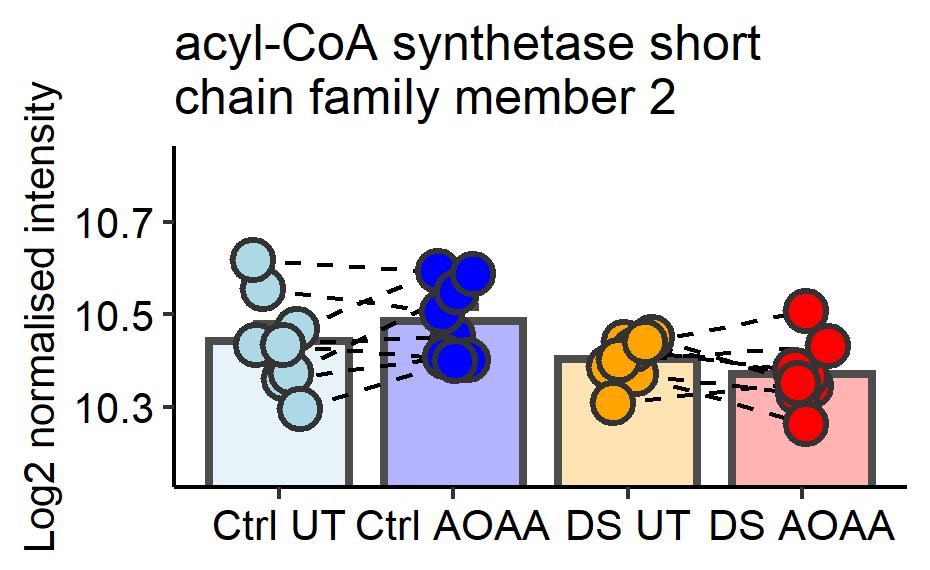 acyl-CoA synthetase short
chain family member 2
Log2 normalised intensity
10.7
10.5
10.3
Ctrl UT Ctrl AOAA DS UT DS AOAA